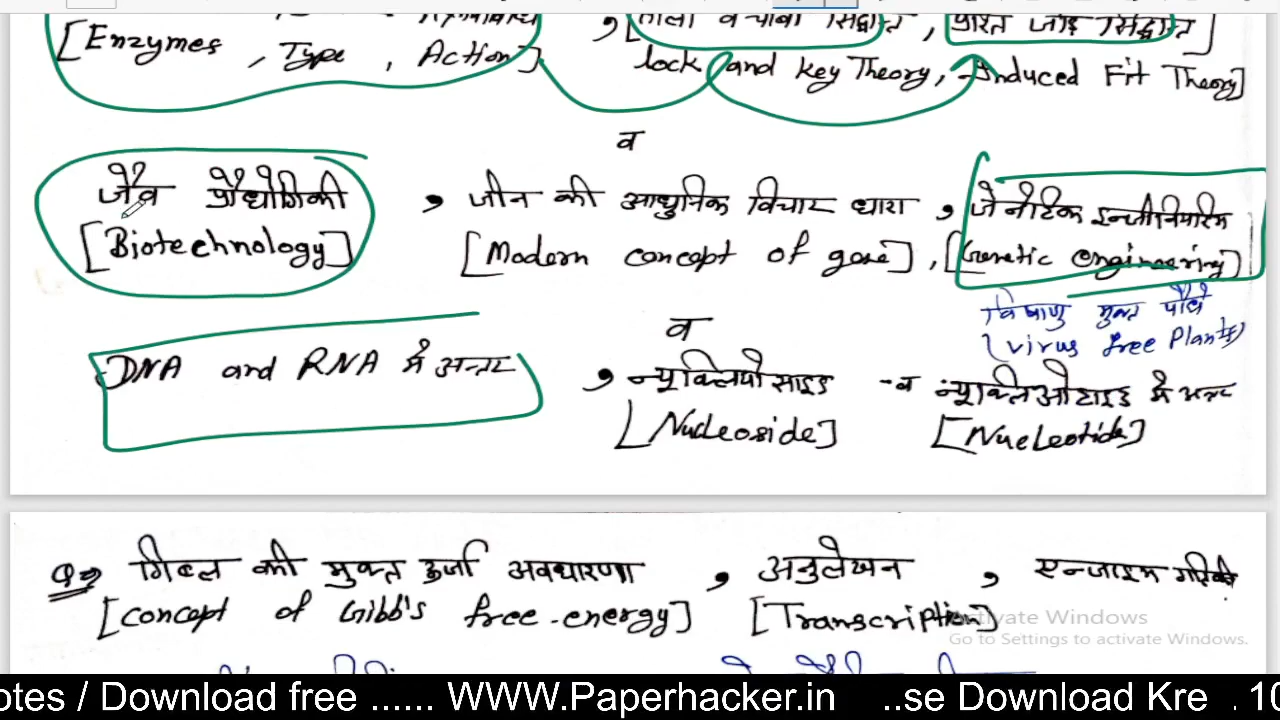 [Enzymes , Type , Action] , [ताला व चाबी सिद्धांत , प्रेरित जोड़ सिद्धांत]
lock and key Theory, Induced Fit Theory]
व
जैव प्रौद्योगिकी , जीन की आधुनिक विचार धारा , जेनेटिक इन्जीनियरिंग
[Biotechnology] [Modern concept of gene] , [Genetic engineering]
विषाणु मुक्त पौधे
(virus free Plants)
व
DNA and RNA में अन्तर , न्यूक्लियोसाइड - व न्यूक्लिओटाइड में अन्तर
[Nucleoside] [Nucleotide]
Q⇒ गिब्स की मुक्त ऊर्जा अवधारणा , अनुलेखन , एन्जाइम
[concept of Gibb's free-energy] [Transcription]
Activate Windows
Go to Settings to activate Windows.
otes / Download free ...... WWW.Paperhacker.in ..se Download Kre . 10